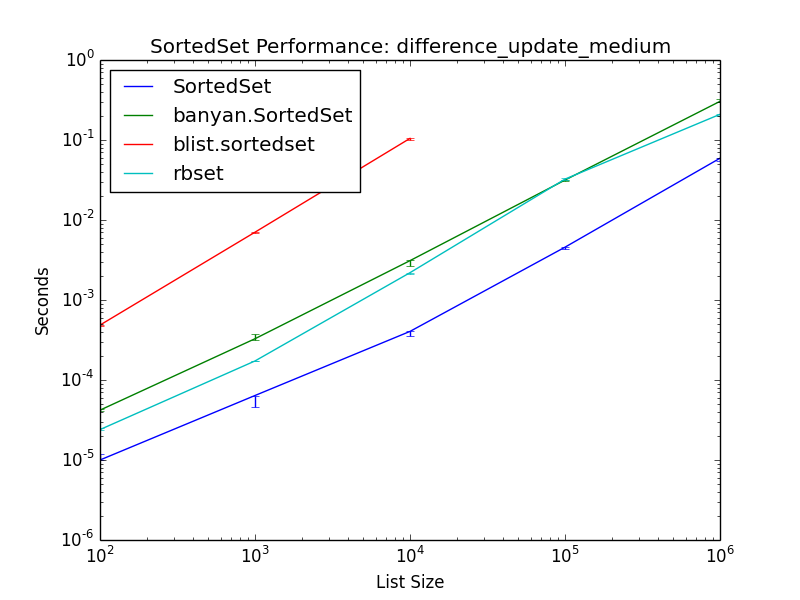 SortedSet Performance: difference_update_medium
10^0
SortedSet
banyan.SortedSet
blist.sortedset
rbset
10^-1
10^-2
10^-3
10^-4
10^-5
10^-6
Seconds
10^2 10^3 10^4 10^5 10^6
List Size